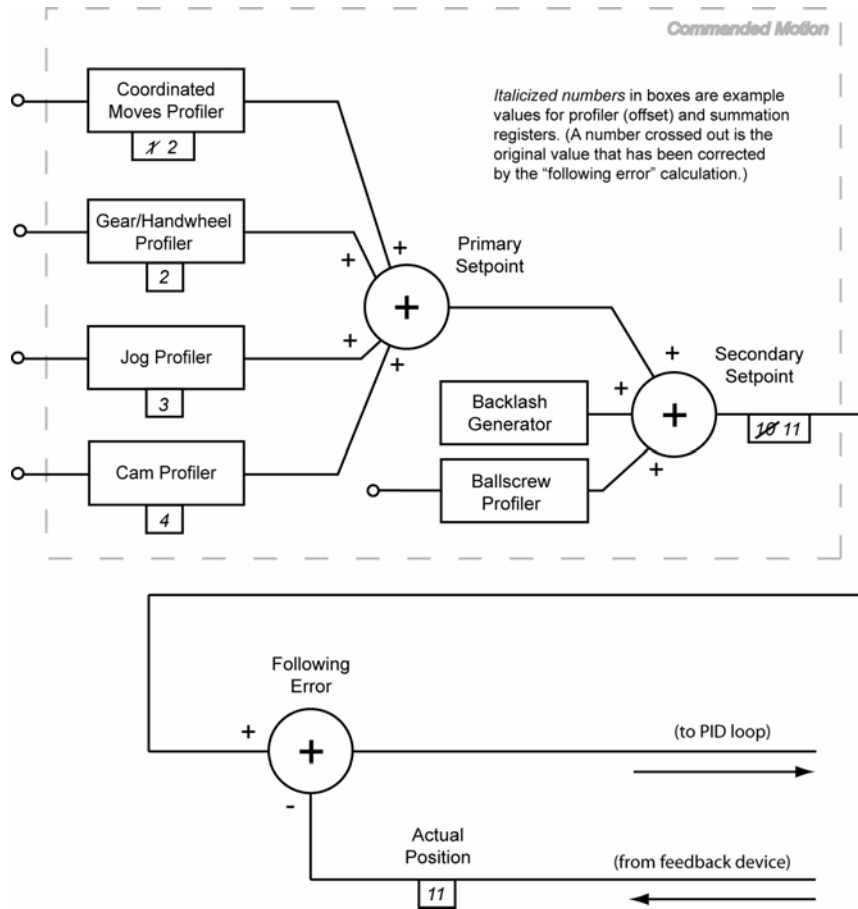 Commanded Motion
Coordinated
Moves Profiler
1 2
Italicized numbers in boxes are example
values for profiler (offset) and summation
registers. (A number crossed out is the
original value that has been corrected
by the “following error” calculation.)
Gear/Handwheel
Profiler
2
+
+
Primary
Setpoint
+
Jog Profiler
3
+
+
Cam Profiler
4
Backlash
Generator
Ballscrew
Profiler
+
+
+
+
Secondary
Setpoint
10 11
Following
Error
+
+
-
(to PID loop)
Actual
Position
11
(from feedback device)